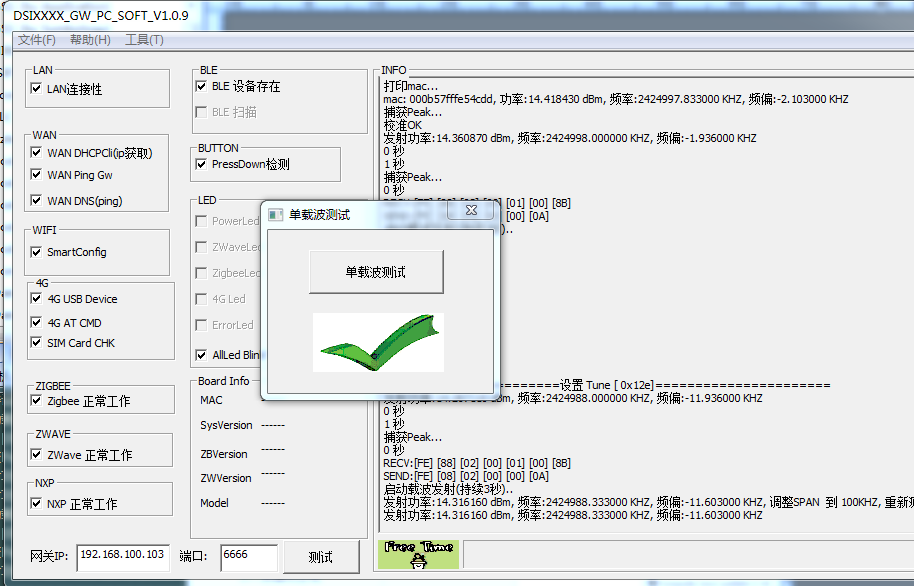 DSIXXXX_GW_PC_SOFT_V1.0.9
文件(F) 帮助(H) 工具(T)
LAN
LAN连接性
WAN
WAN DHCPCli(ip获取)
WAN Ping Gw
WAN DNS(ping)
WIFI
SmartConfig
4G
4G USB Device
4G AT CMD
SIM Card CHK
ZIGBEE
Zigbee 正常工作
ZWAVE
ZWave 正常工作
NXP
NXP 正常工作
网关IP: 192.168.100.103 端口: 6666 测试
BLE
BLE 设备存在
BLE 扫描
BUTTON
PressDown检测
LED
PowerLed
ZWaveLed
ZigbeeLed
4G Led
ErrorLed
AllLed Blin
Board Info
MAC
SysVersion ------
ZBVersion ------
ZWVersion ------
Model ------
单载波测试
单载波测试
INFO
打印mac...
mac: 000b57fffe54cdd, 功率:14.418430 dBm, 频率:2424997.833000 KHZ, 频偏:-2.103000 KHZ
捕获Peak...
校准OK
发射功率:14.360870 dBm, 频率:2424998.000000 KHZ, 频偏:-1.936000 KHZ
0 秒
1 秒
捕获Peak...
0 秒
[01] [00] [8B]
[00] [0A]
)..
========设置 Tune [ 0x12e]======================
dBm, 频率:2424988.000000 KHZ, 频偏:-11.936000 KHZ
0 秒
1 秒
捕获Peak...
0 秒
RECV:[FE] [88] [02] [00] [01] [00] [8B]
SEND:[FE] [08] [02] [00] [00] [0A]
启动载波发射(持续3秒)..
发射功率:14.316160 dBm, 频率:2424988.333000 KHZ, 频偏:-11.603000 KHZ, 调整SPAN 到 100KHZ, 重新
发射功率:14.316160 dBm, 频率:2424988.333000 KHZ, 频偏:-11.603000 KHZ
Free Time